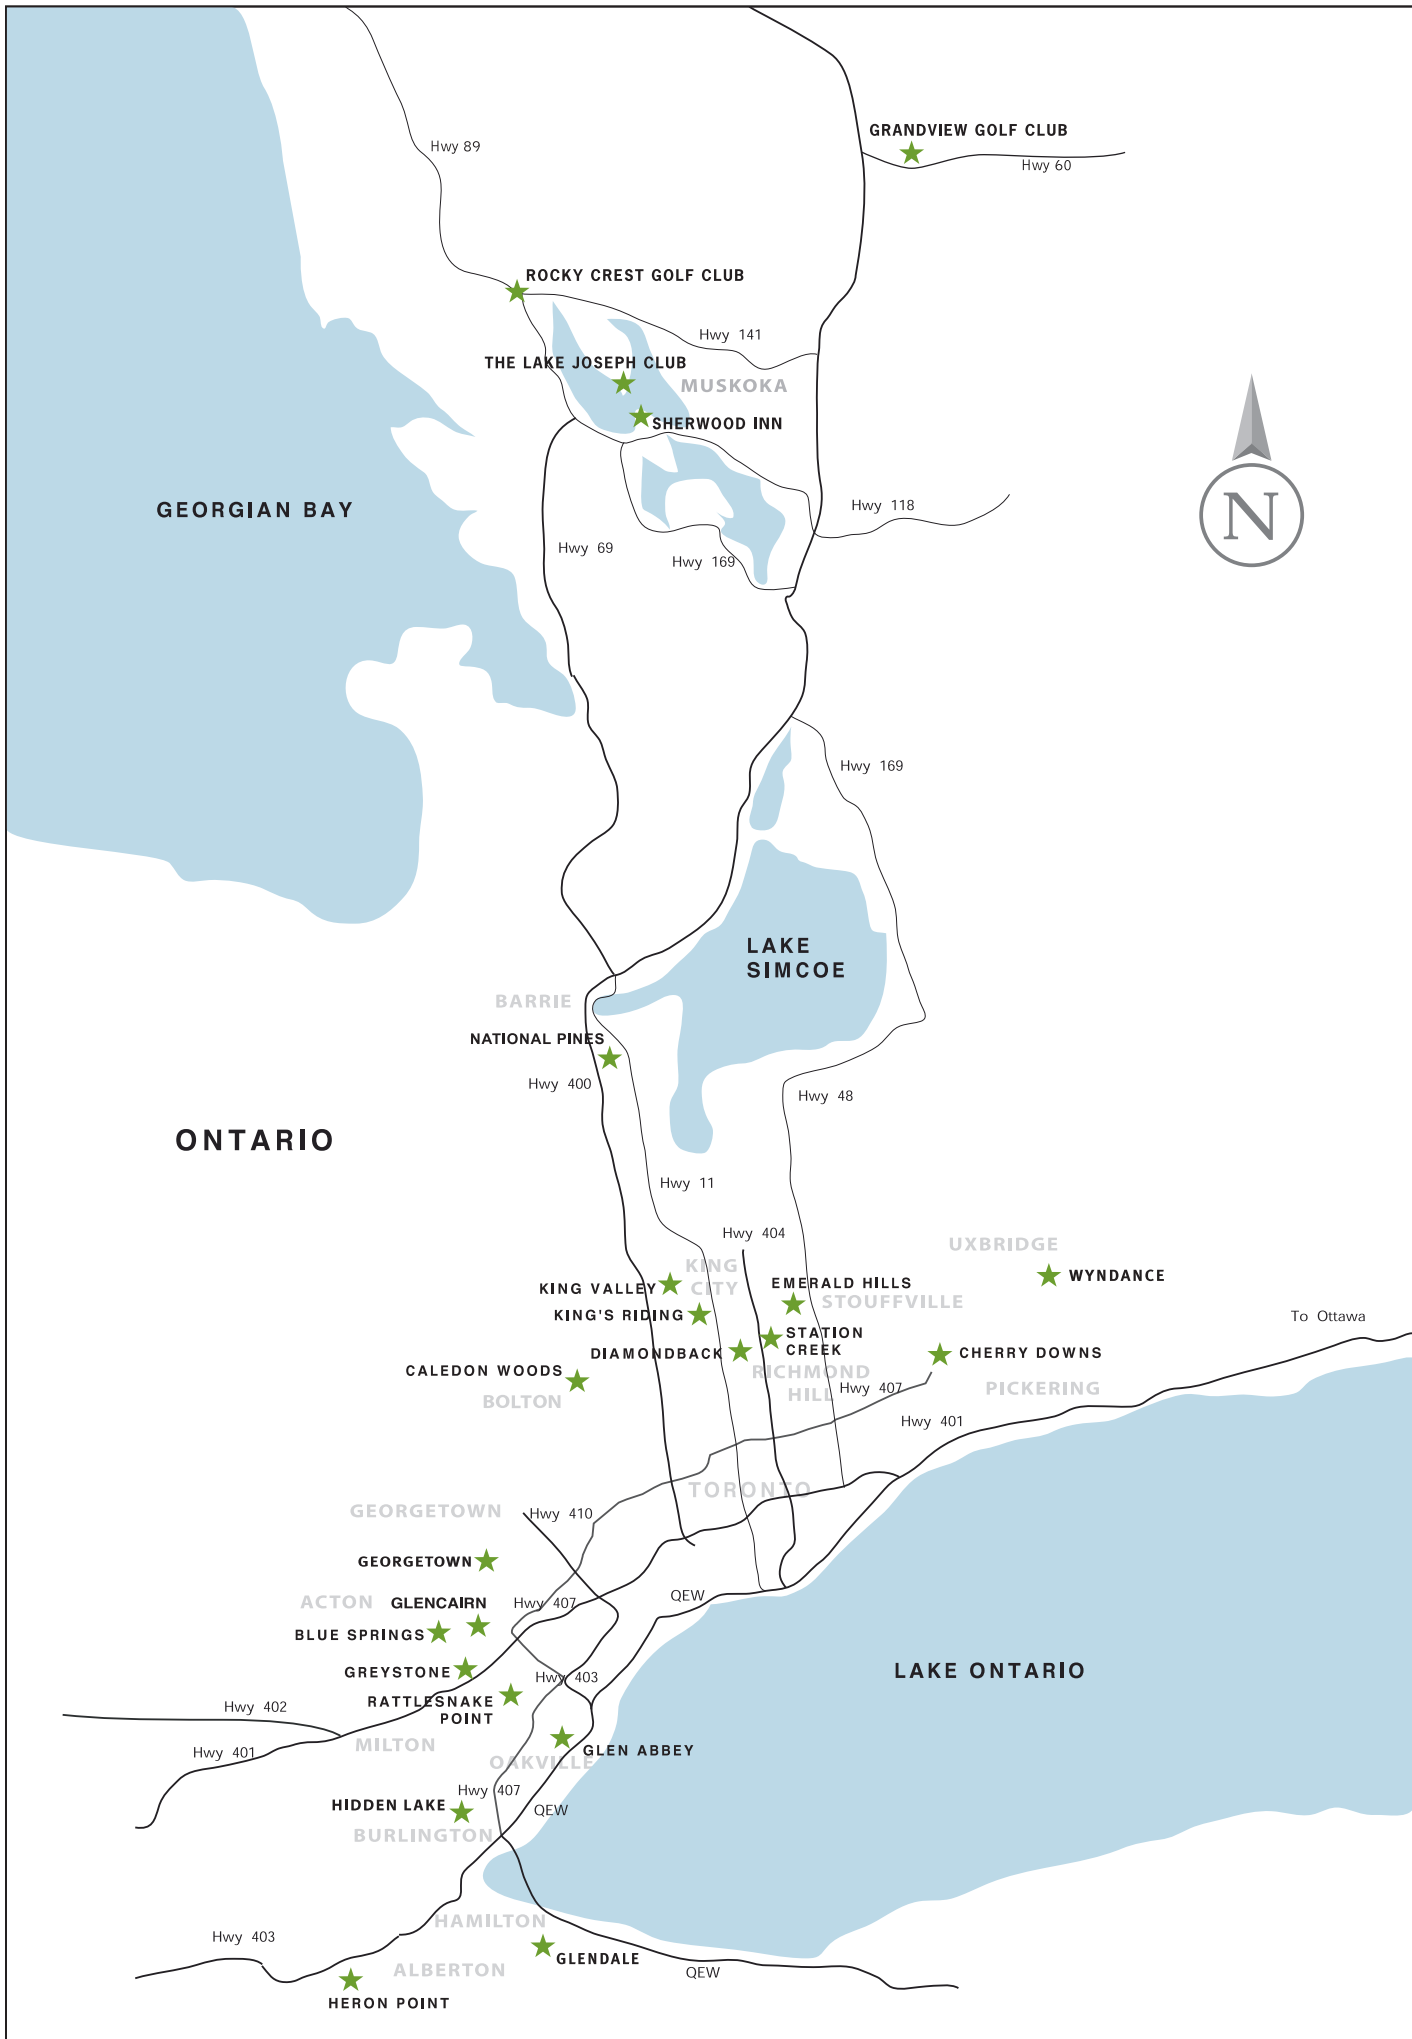 GRANDVIEW GOLF CLUB
Hwy 89
Hwy 60
ROCKY CREST GOLF CLUB
Hwy 141
THE LAKE JOSEPH CLUB
MUSKOKA
SHERWOOD INN
GEORGIAN BAY
Hwy 118
N
Hwy 69
Hwy 169
Hwy 169
LAKE
SIMCOE
BARRIE
NATIONAL PINES
Hwy 400
Hwy 48
ONTARIO
Hwy 11
Hwy 404
UXBRIDGE
KING
CITY
WYNDANCE
KING VALLEY
EMERALD HILLS
STOUFFVILLE
KING'S RIDING
To Ottawa
STATION
CREEK
DIAMONDBACK
CHERRY DOWNS
CALEDON WOODS
RICHMOND
HILL
Hwy 407
PICKERING
BOLTON
Hwy 401
TORONTO
GEORGETOWN
Hwy 410
GEORGETOWN
ACTON
GLENCAIRN
Hwy 407
QEW
BLUE SPRINGS
GREYSTONE
Hwy 403
LAKE ONTARIO
RATTLESNAKE
POINT
Hwy 402
MILTON
Hwy 401
GLEN ABBEY
OAKVILLE
Hwy 407
HIDDEN LAKE
QEW
BURLINGTON
HAMILTON
Hwy 403
GLENDALE
ALBERTON
QEW
HERON POINT